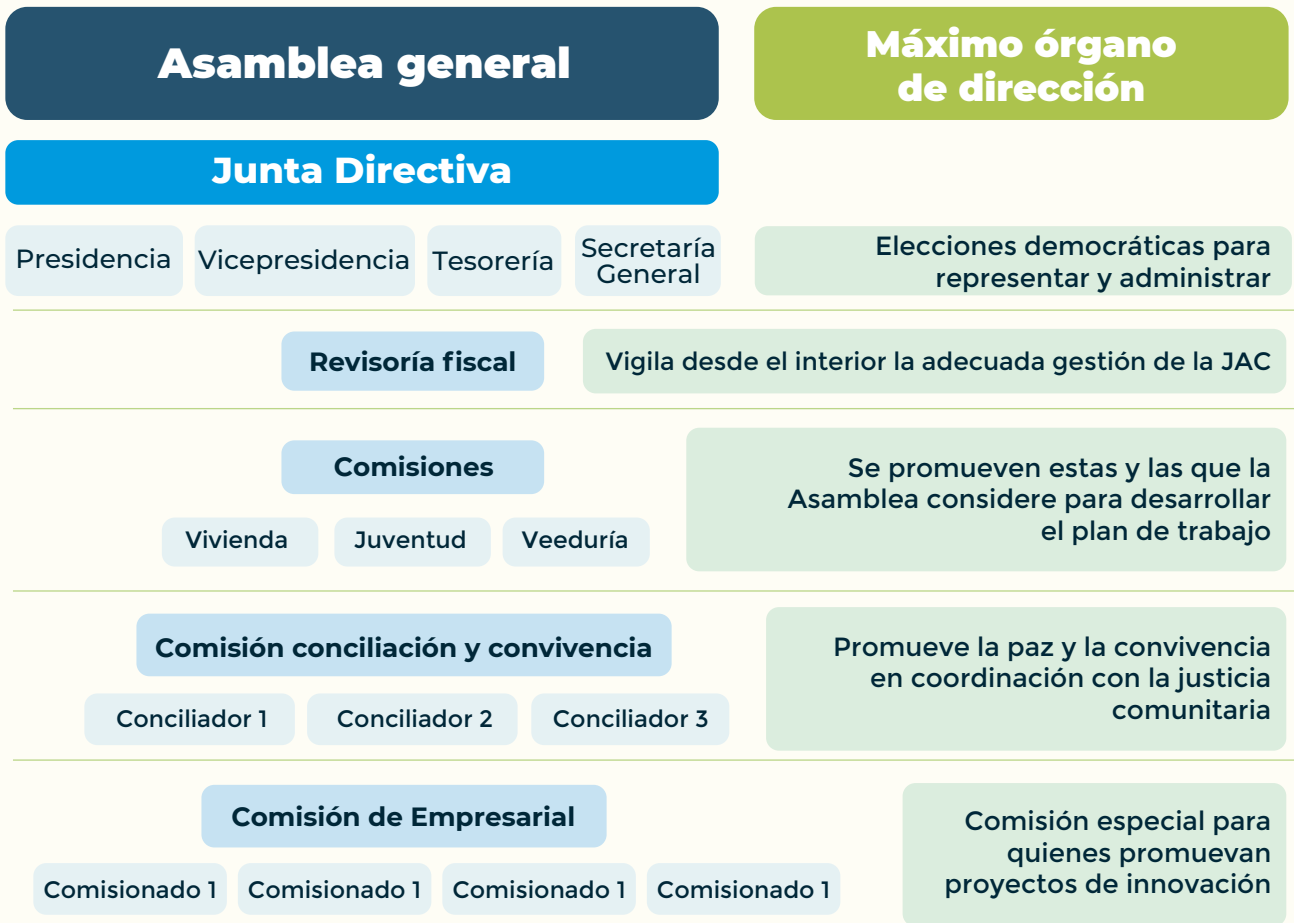 Asamblea general
Máximo órgano
de dirección
Junta Directiva
Presidencia
Vicepresidencia
Tesorería
Secretaría
General
Elecciones democráticas para
representar y administrar
Revisoría fiscal
Vigila desde el interior la adecuada gestión de la JAC
Comisiones
Vivienda
Juventud
Veeduría
Se promueven estas y las que la
Asamblea considere para desarrollar
el plan de trabajo
Comisión conciliación y convivencia
Conciliador 1
Conciliador 2
Conciliador 3
Promueve la paz y la convivencia
en coordinación con la justicia
comunitaria
Comisión de Empresarial
Comisionado 1
Comisionado 1
Comisionado 1
Comisionado 1
Comisión especial para
quienes promuevan
proyectos de innovación